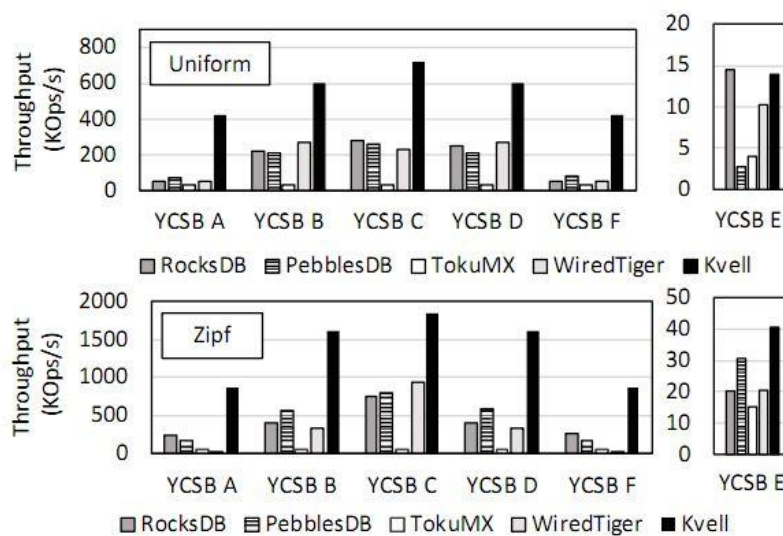 Throughput
(KOps/s)
800
600
400
200
0
Uniform
YCSB A YCSB B YCSB C YCSB D YCSB F
20
15
10
5
0
YCSB E
RocksDB PebblesDB TokuMX WiredTiger Kvell
Throughput
(KOps/s)
2000
1500
1000
500
0
Zipf
YCSB A YCSB B YCSB C YCSB D YCSB F
50
40
30
20
10
0
YCSB E
RocksDB PebblesDB TokuMX WiredTiger Kvell